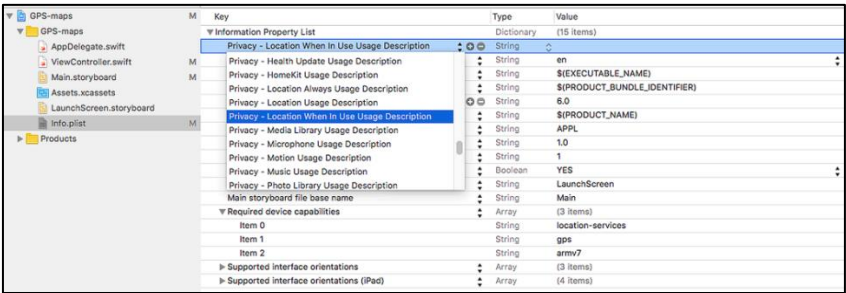 GPS-maps M Key Type Value
GPS-maps Information Property List Dictionary (15 items)
AppDelegate.swift Privacy - Location When In Use Usage Description String
ViewController.swift M Privacy - Health Update Usage Description String en
Main.storyboard M Privacy - HomeKit Usage Description String $(EXECUTABLE_NAME)
Assets.xcassets Privacy - Location Always Usage Description String $(PRODUCT_BUNDLE_IDENTIFIER)
LaunchScreen.storyboard Privacy - Location Usage Description String 6.0
Info.plist M Privacy - Location When In Use Usage Description String $(PRODUCT_NAME)
Products Privacy - Media Library Usage Description String APPL
Privacy - Microphone Usage Description String 1.0
Privacy - Motion Usage Description String 1
Privacy - Music Usage Description Boolean YES
Privacy - Photo Library Usage Description String LaunchScreen
Main storyboard file base name String Main
Required device capabilities Array (3 items)
Item 0 String location-services
Item 1 String gps
Item 2 String armv7
Supported interface orientations Array (3 items)
Supported interface orientations (iPad) Array (4 items)